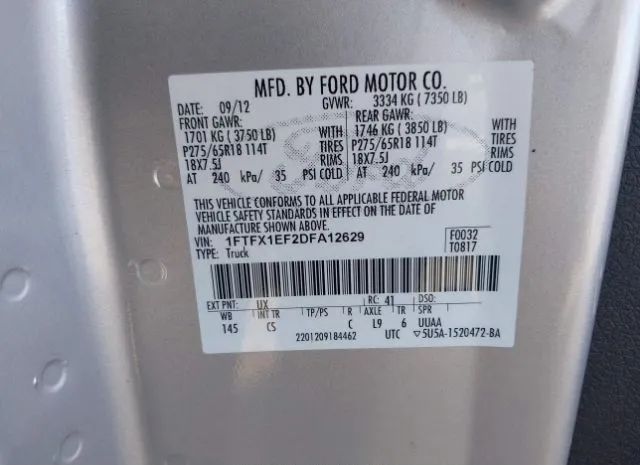 MFD. BY FORD MOTOR CO.
DATE: 09/12 GVWR: 3334 KG ( 7350 LB)
FRONT GAWR: REAR GAWR:
1701 KG ( 3750 LB) WITH 1746 KG ( 3850 LB) WITH
P275/65R18 114T TIRES P275/65R18 114T TIRES
18X7.5J RIMS 18X7.5J RIMS
AT 240 kPa/ 35 PSI COLD AT 240 kPa/ 35 PSI COLD
THIS VEHICLE CONFORMS TO ALL APPLICABLE FEDERAL MOTOR
VEHICLE SAFETY STANDARDS IN EFFECT ON THE DATE OF
MANUFACTURE SHOWN ABOVE.
VIN: 1FTFX1EF2DFA12629 F0032
TYPE: Truck T0817
EXT PNT: UX RC: 41 DSO:
WB INT TR TP/PS R AXLE TR SPR
145 CS C L9 6 UUAA
2201209184462 UTC ▽5U5A-1520472-BA
Ford